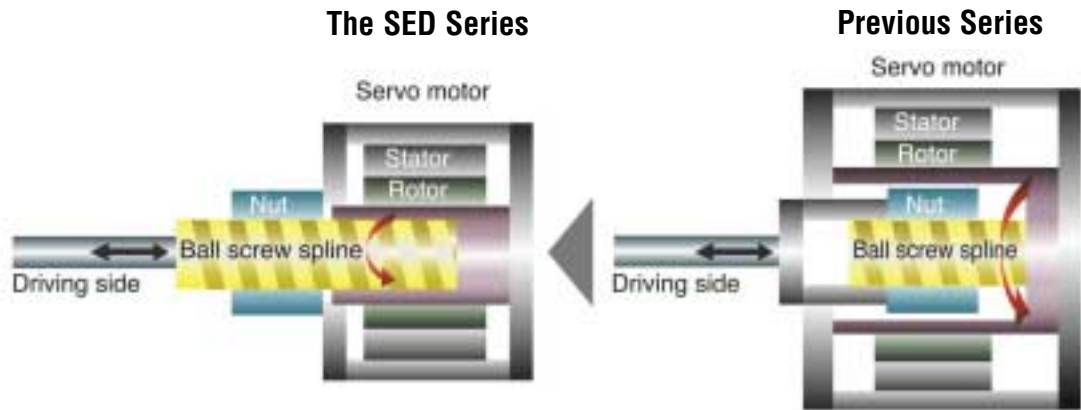 The SED Series
Servo motor
Stator
Rotor
Nut
Ball screw spline
Driving side
Previous Series
Servo motor
Stator
Rotor
Nut
Ball screw spline
Driving side